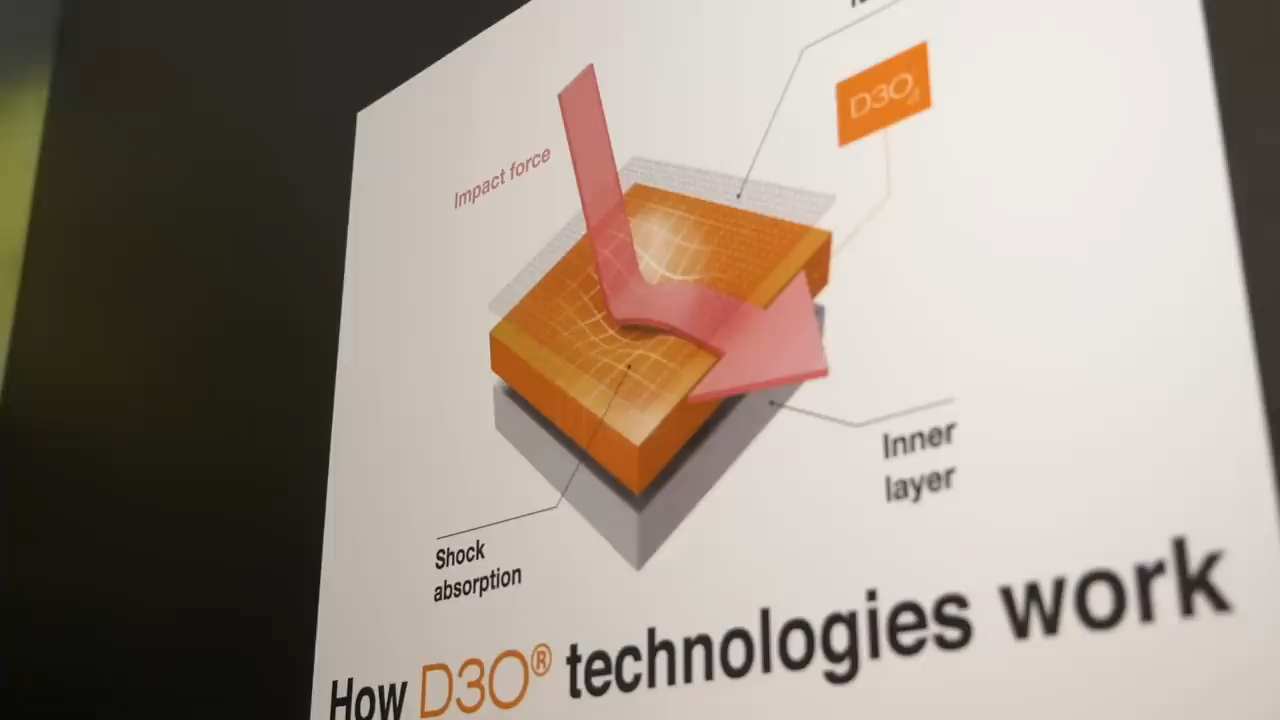 D3O
Impact force
Inner
layer
Shock
absorption
How D3O® technologies work